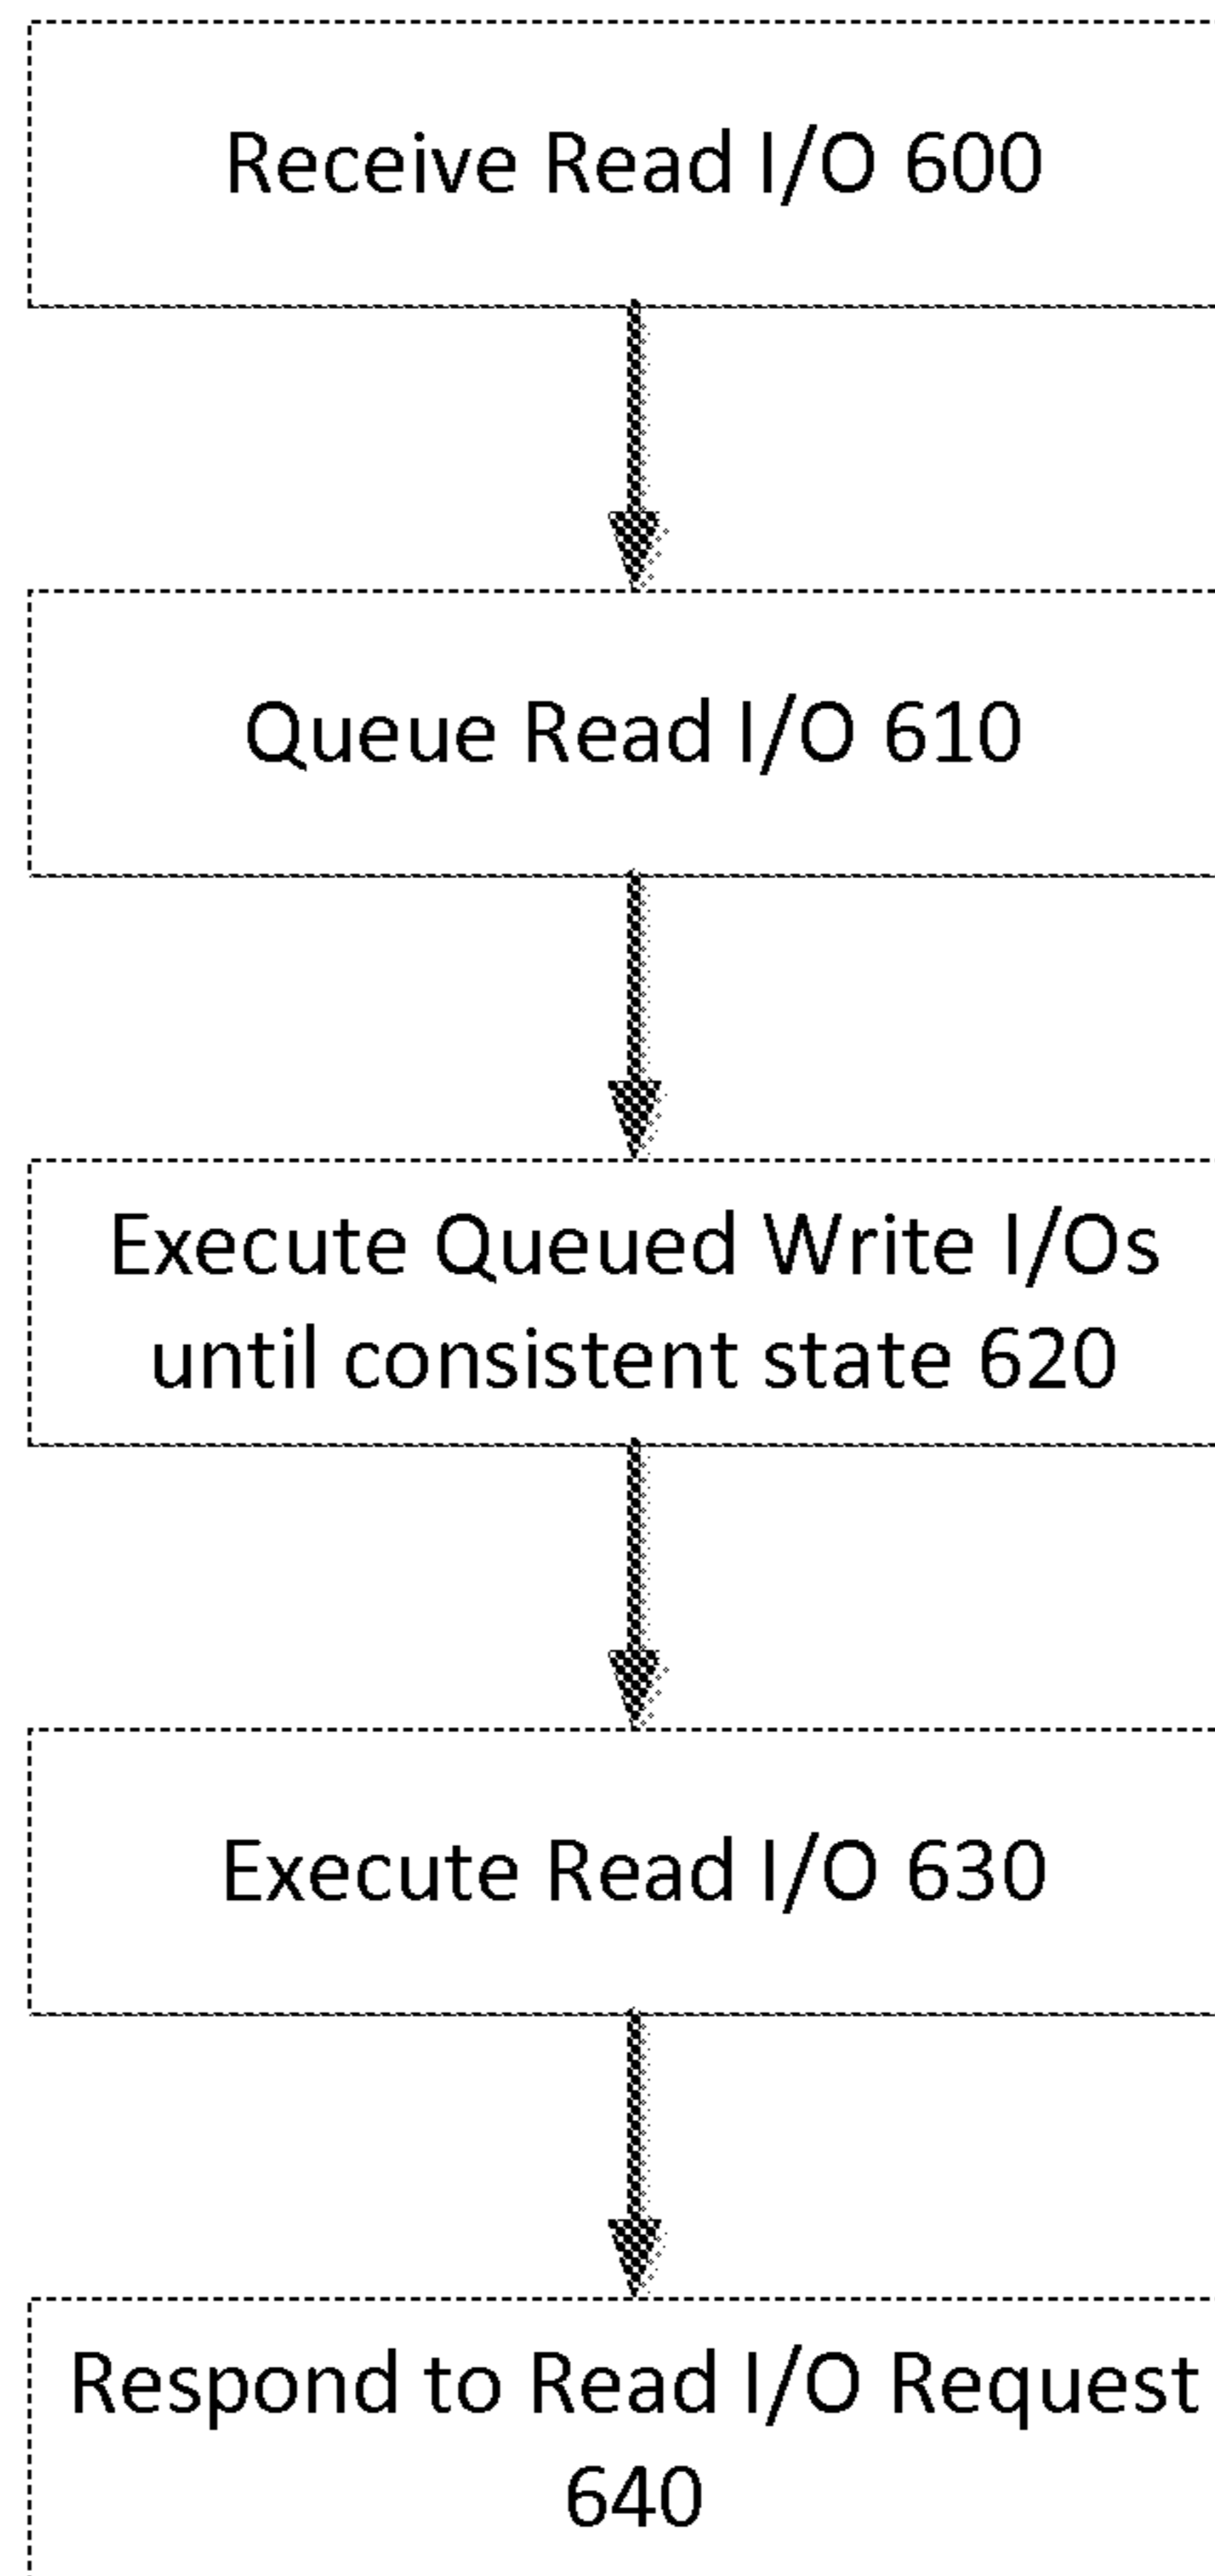 Receive Read I/O 600
Queue Read I/O 610
Execute Queued Write I/Os
until consistent state 620
Execute Read I/O 630
Respond to Read I/O Request
640